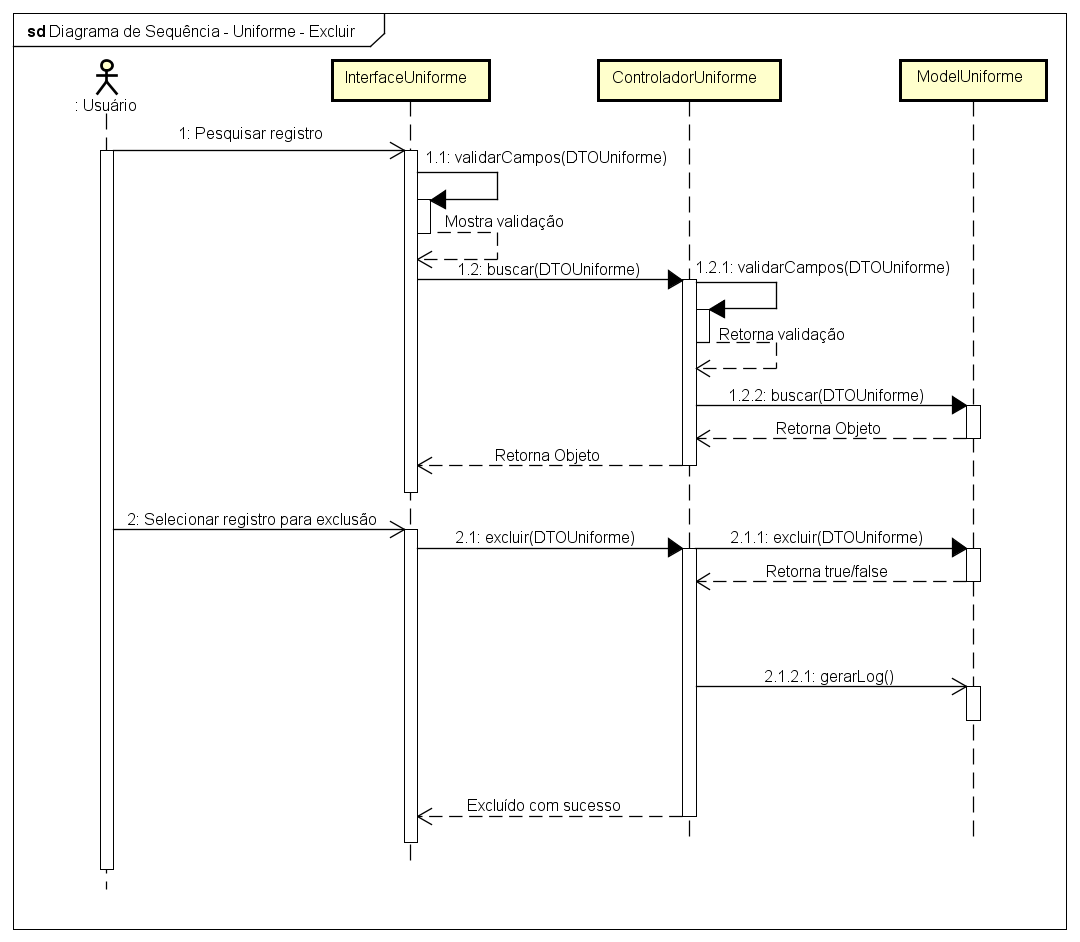 sd Diagrama de Sequência - Uniforme - Excluir
: Usuário
InterfaceUniforme
ControladorUniforme
ModelUniforme
1: Pesquisar registro
1.1: validarCampos(DTOUniforme)
Mostra validação
1.2: buscar(DTOUniforme)
1.2.1: validarCampos(DTOUniforme)
Retorna validação
1.2.2: buscar(DTOUniforme)
Retorna Objeto
Retorna Objeto
2: Selecionar registro para exclusão
2.1: excluir(DTOUniforme)
2.1.1: excluir(DTOUniforme)
Retorna true/false
2.1.2.1: gerarLog()
Excluído com sucesso